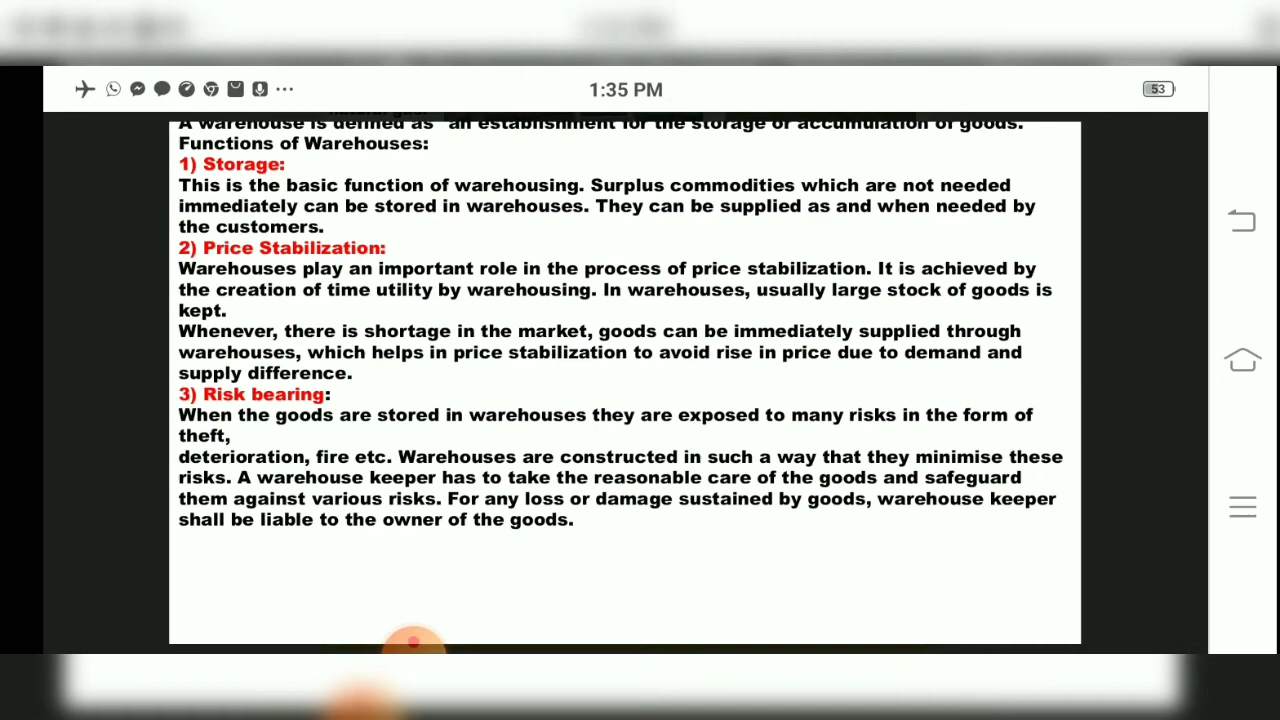 1:35 PM
53
A warehouse is defined as "an establishment for the storage or accumulation of goods.
Functions of Warehouses:
1) Storage:
This is the basic function of warehousing. Surplus commodities which are not needed
immediately can be stored in warehouses. They can be supplied as and when needed by
the customers.
2) Price Stabilization:
Warehouses play an important role in the process of price stabilization. It is achieved by
the creation of time utility by warehousing. In warehouses, usually large stock of goods is
kept.
Whenever, there is shortage in the market, goods can be immediately supplied through
warehouses, which helps in price stabilization to avoid rise in price due to demand and
supply difference.
3) Risk bearing:
When the goods are stored in warehouses they are exposed to many risks in the form of
theft,
deterioration, fire etc. Warehouses are constructed in such a way that they minimise these
risks. A warehouse keeper has to take the reasonable care of the goods and safeguard
them against various risks. For any loss or damage sustained by goods, warehouse keeper
shall be liable to the owner of the goods.